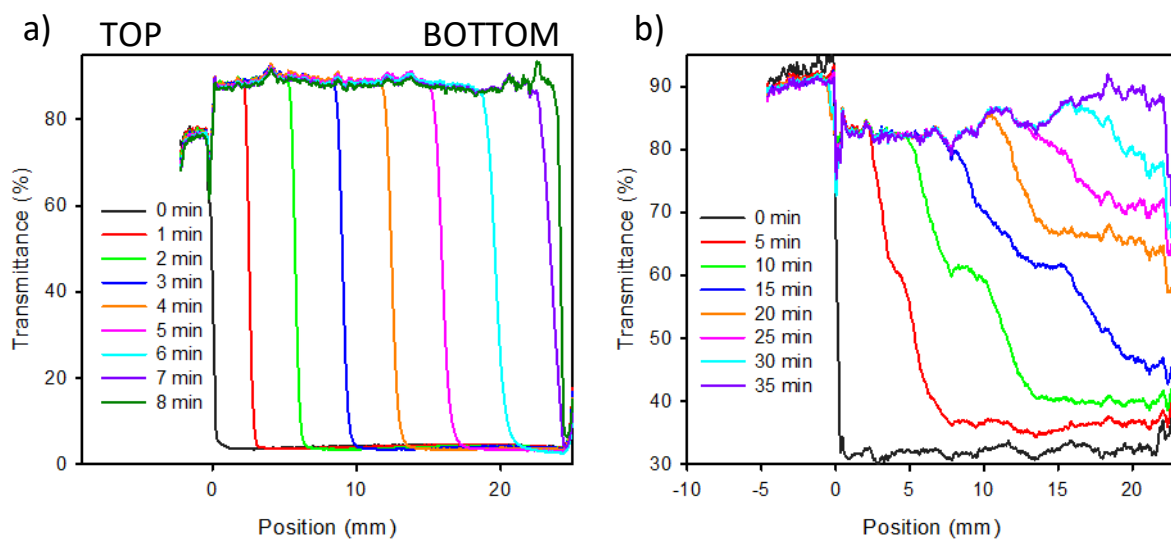 a) TOP BOTTOM
Transmittance (%)
80
60
40
20
0
0 min
1 min
2 min
3 min
4 min
5 min
6 min
7 min
8 min
0 10 20
Position (mm)
b)
Transmittance (%)
90
80
70
60
50
40
30
0 min
5 min
10 min
15 min
20 min
25 min
30 min
35 min
-10 -5 0 5 10 15 20
Position (mm)